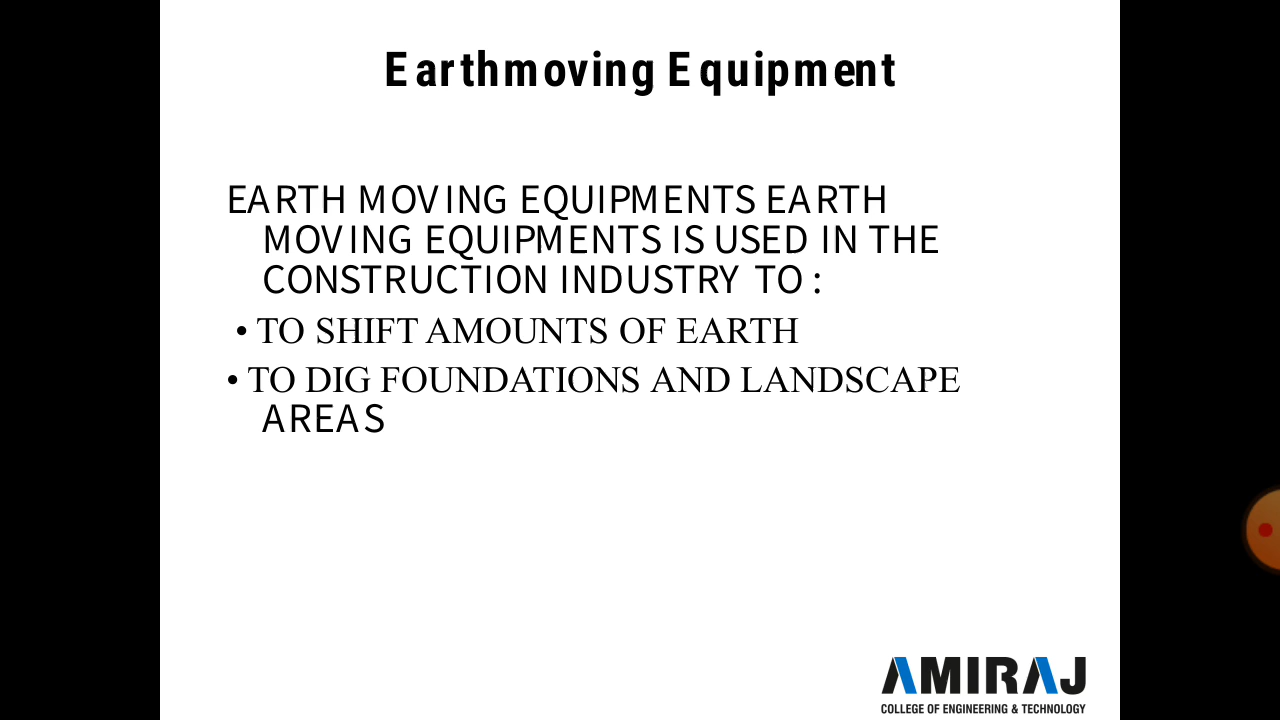 Earthmoving Equipment
EARTH MOVING EQUIPMENTS EARTH
MOVING EQUIPMENTS IS USED IN THE
CONSTRUCTION INDUSTRY TO :
• TO SHIFT AMOUNTS OF EARTH
• TO DIG FOUNDATIONS AND LANDSCAPE
AREAS
AMIRAJ
COLLEGE OF ENGINEERING & TECHNOLOGY